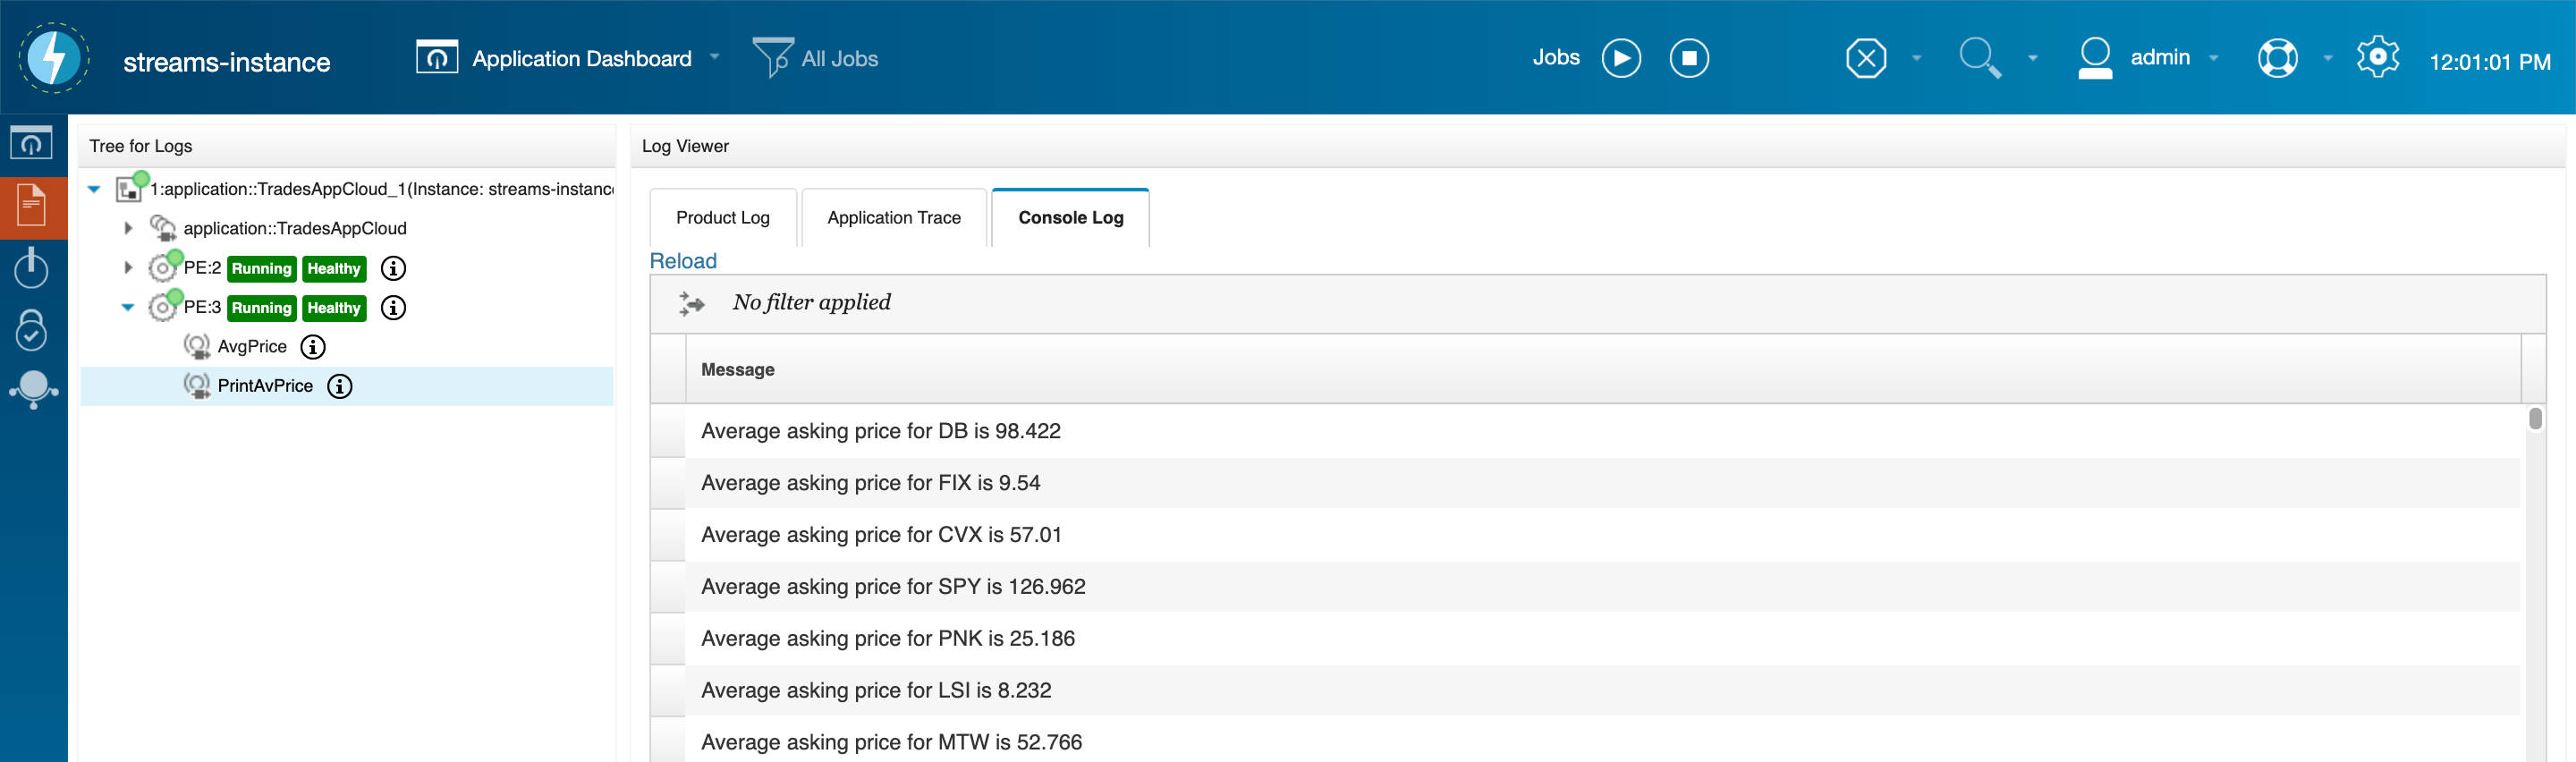 streams-instance
Application Dashboard
All Jobs
Jobs
admin
12:01:01 PM
Tree for Logs
1:application::TradesAppCloud_1(Instance: streams-instanc
application::TradesAppCloud
PE:2 Running Healthy
PE:3 Running Healthy
AvgPrice
PrintAvPrice
Log Viewer
Product Log
Application Trace
Console Log
Reload
No filter applied
Message
Average asking price for DB is 98.422
Average asking price for FIX is 9.54
Average asking price for CVX is 57.01
Average asking price for SPY is 126.962
Average asking price for PNK is 25.186
Average asking price for LSI is 8.232
Average asking price for MTW is 52.766